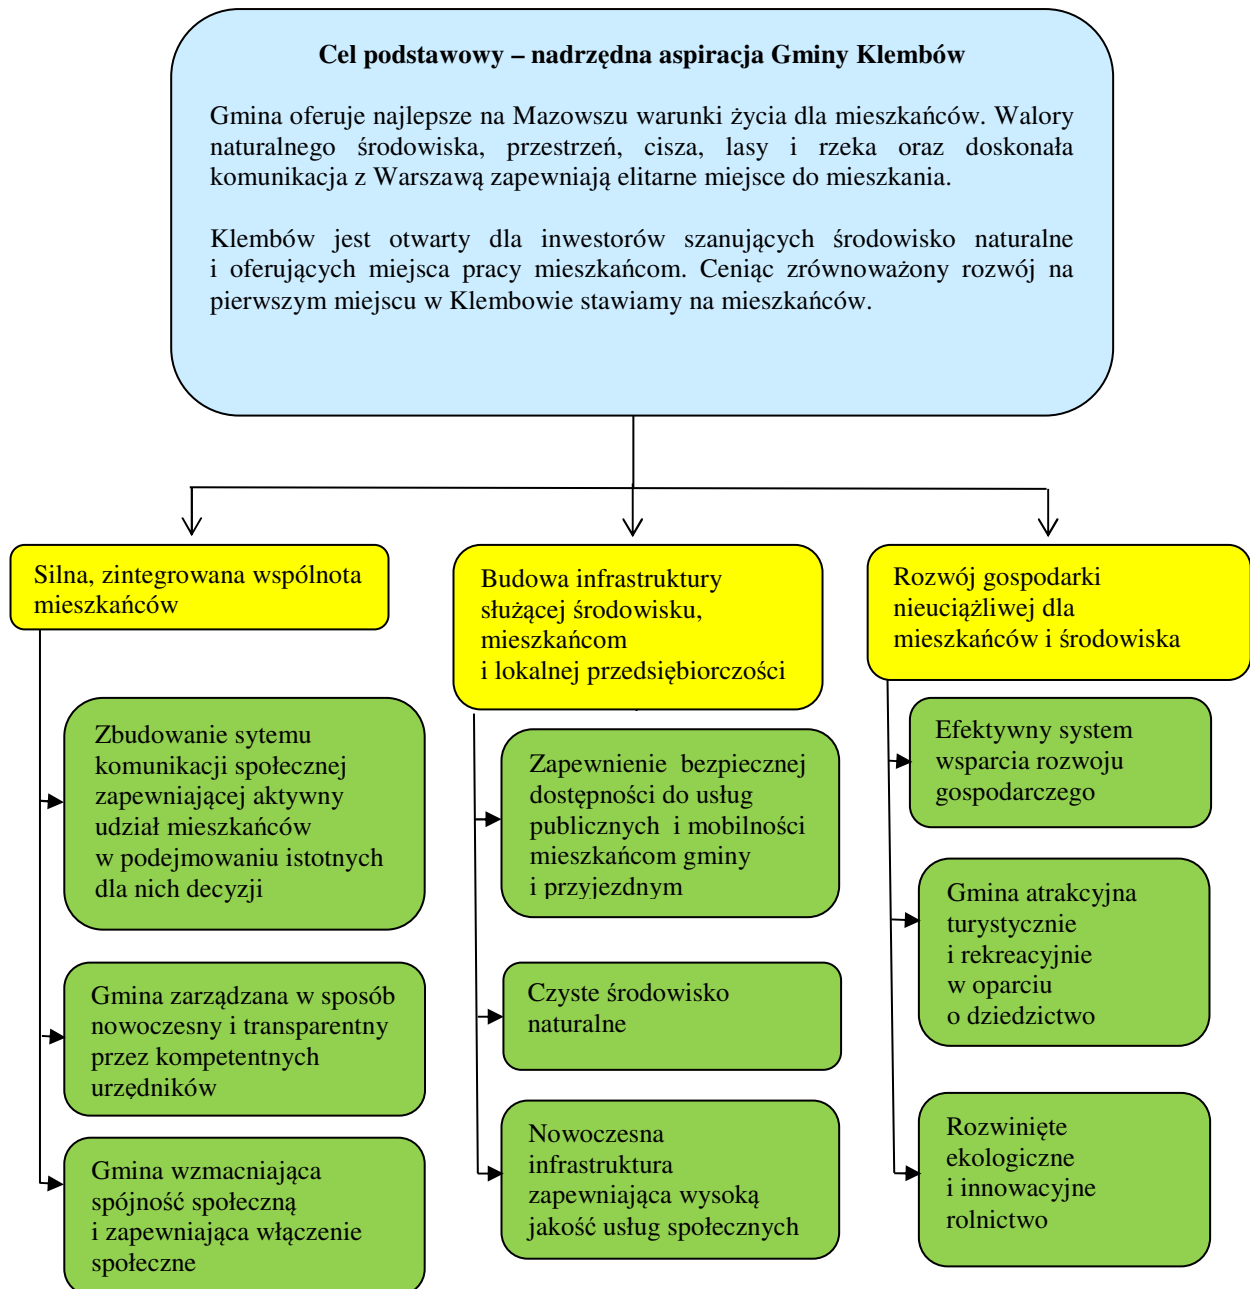 Cel podstawowy – nadrzędna aspiracja Gminy Klembów
Gmina oferuje najlepsze na Mazowszu warunki życia dla mieszkańców. Walory
naturalnego środowiska, przestrzeń, cisza, lasy i rzeka oraz doskonała
komunikacja z Warszawą zapewniają elitarne miejsce do mieszkania.
Klembów jest otwarty dla inwestorów szanujących środowisko naturalne
i oferujących miejsca pracy mieszkańcom. Ceniąc zrównoważony rozwój na
pierwszym miejscu w Klembowie stawiamy na mieszkańców.
Silna, zintegrowana wspólnota
mieszkańców
Zbudowanie sytemu
komunikacji społecznej
zapewniającej aktywny
udział mieszkańców
w podejmowaniu istotnych
dla nich decyzji
Gmina zarządzana w sposób
nowoczesny i transparentny
przez kompetentnych
urzędników
Gmina wzmacniająca
spójność społeczną
i zapewniająca włączenie
społeczne
Budowa infrastruktury
służącej środowisku,
mieszkańcom
i lokalnej przedsiębiorczości
Zapewnienie bezpiecznej
dostępności do usług
publicznych i mobilności
mieszkańcom gminy
i przyjezdnym
Czyste środowisko
naturalne
Nowoczesna
infrastruktura
zapewniająca wysoką
jakość usług społecznych
Rozwój gospodarki
nieuciążliwej dla
mieszkańców i środowiska
Efektywny system
wsparcia rozwoju
gospodarczego
Gmina atrakcyjna
turystycznie
i rekreacyjnie
w oparciu
o dziedzictwo
Rozwinięte
ekologiczne
i innowacyjne
rolnictwo